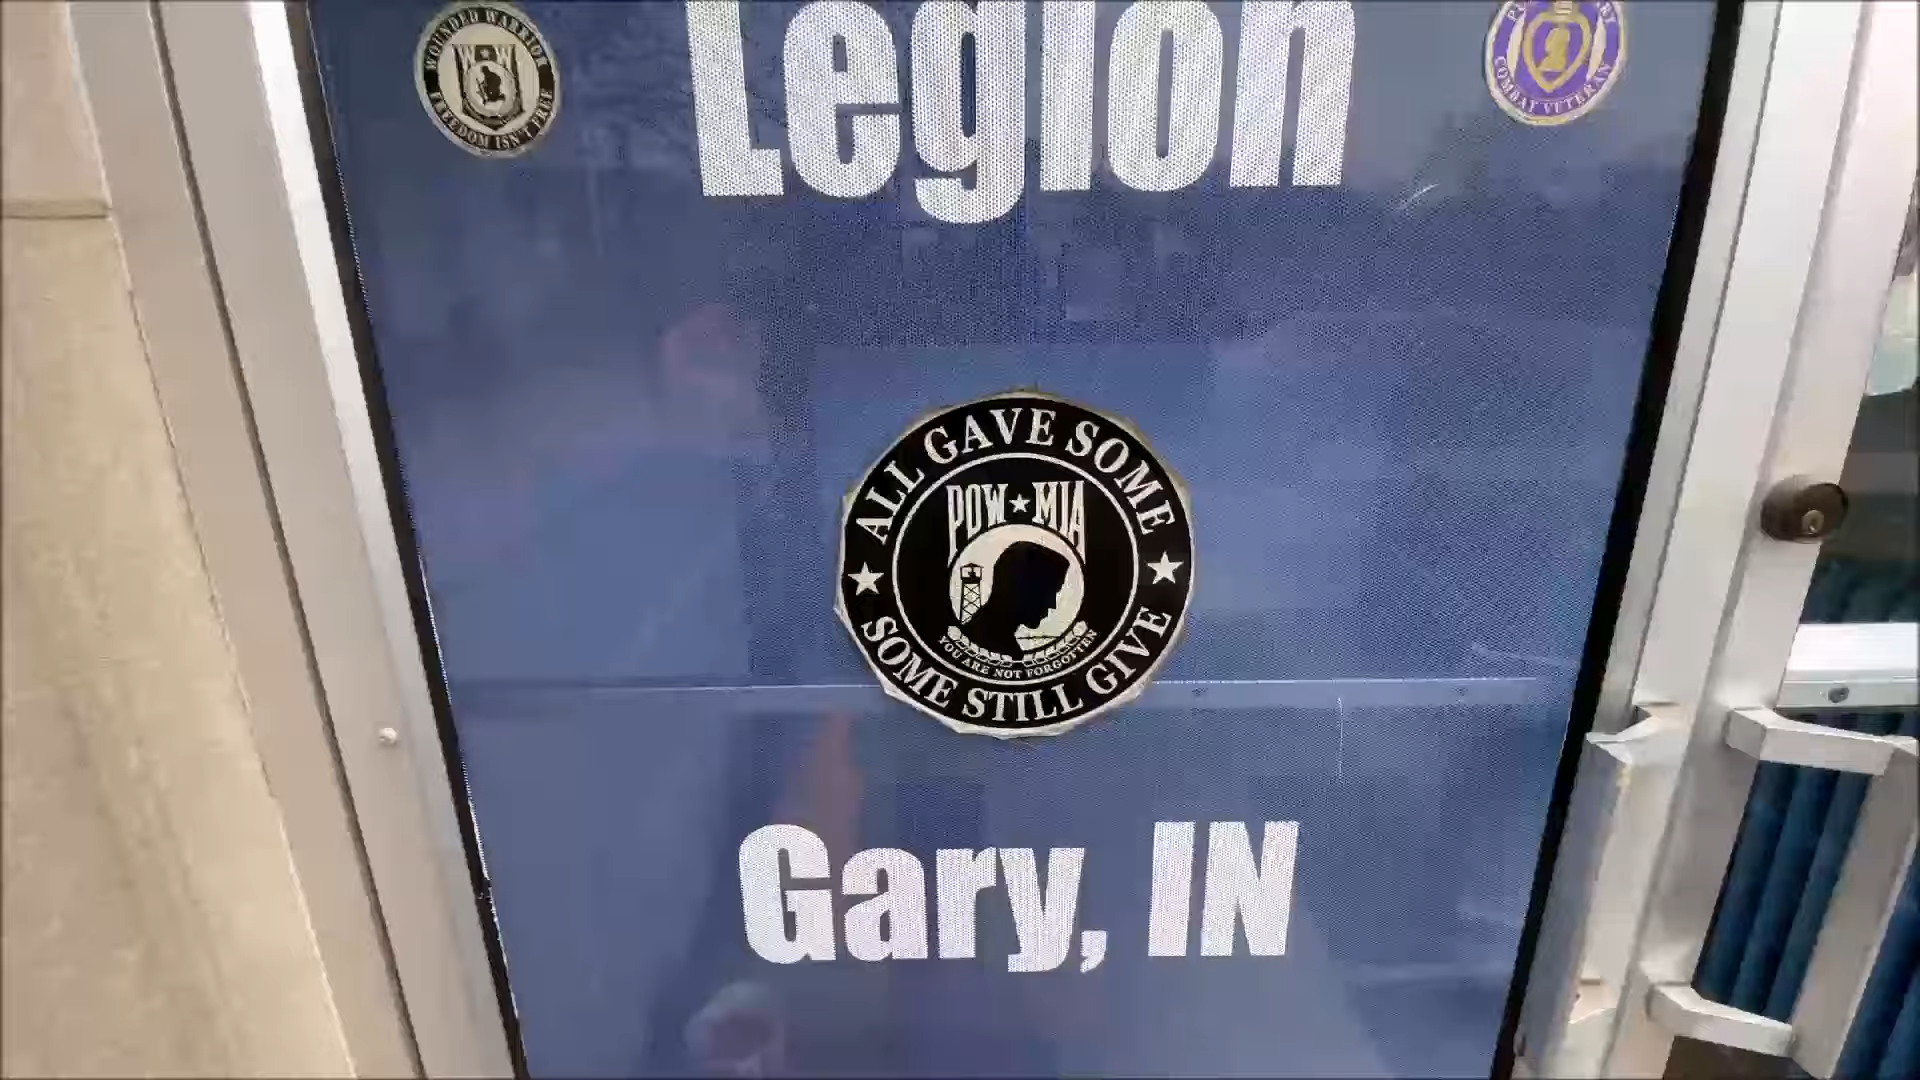 WOUNDED WARRIOR
W★W
FREEDOM ISN'T FREE
Legion
COMBAT VETERAN
ALL GAVE SOME
POW★MIA
YOU ARE NOT FORGOTTEN
★ SOME STILL GIVE ★
Gary, IN